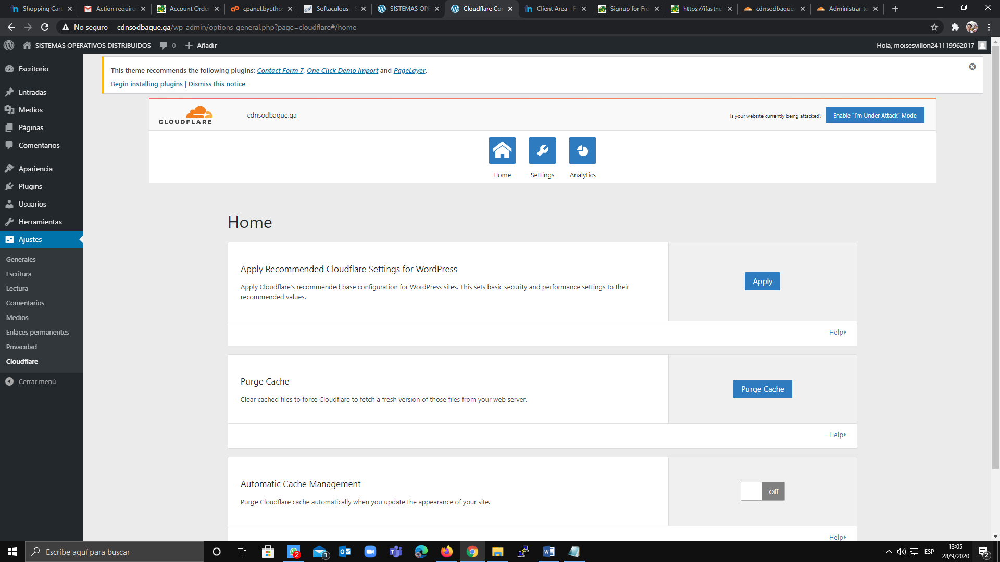 Shopping Cart
Action require
Account Order
cpanel.byetho
Softaculous - S
SISTEMAS OPE
Cloudflare Con
Client Area - F
Signup for Fre
https://ifastne
cdnsodbaque.
Administrar to
No seguro
cdnsodbaque.ga/wp-admin/options-general.php?page=cloudflare#/home
SISTEMAS OPERATIVOS DISTRIBUIDOS
0
Añadir
Hola, moisesvillon241119962017
Escritorio
Entradas
Medios
Páginas
Comentarios
Apariencia
Plugins
Usuarios
Herramientas
Ajustes
Generales
Escritura
Lectura
Comentarios
Medios
Enlaces permanentes
Privacidad
Cloudflare
Cerrar menú
This theme recommends the following plugins: Contact Form 7, One Click Demo Import and PageLayer.
Begin installing plugins | Dismiss this notice
CLOUDFLARE
cdnsodbaque.ga
Is your website currently being attacked?
Enable "I'm Under Attack" Mode
Home
Settings
Analytics
Home
Apply Recommended Cloudflare Settings for WordPress
Apply Cloudflare's recommended base configuration for WordPress sites. This sets basic security and performance settings to their
recommended values.
Apply
Help
Purge Cache
Clear cached files to force Cloudflare to fetch a fresh version of those files from your web server.
Purge Cache
Help
Automatic Cache Management
Purge Cloudflare cache automatically when you update the appearance of your site.
Off
Help
Escribe aquí para buscar
2
1
ESP
13:05
28/9/2020
2